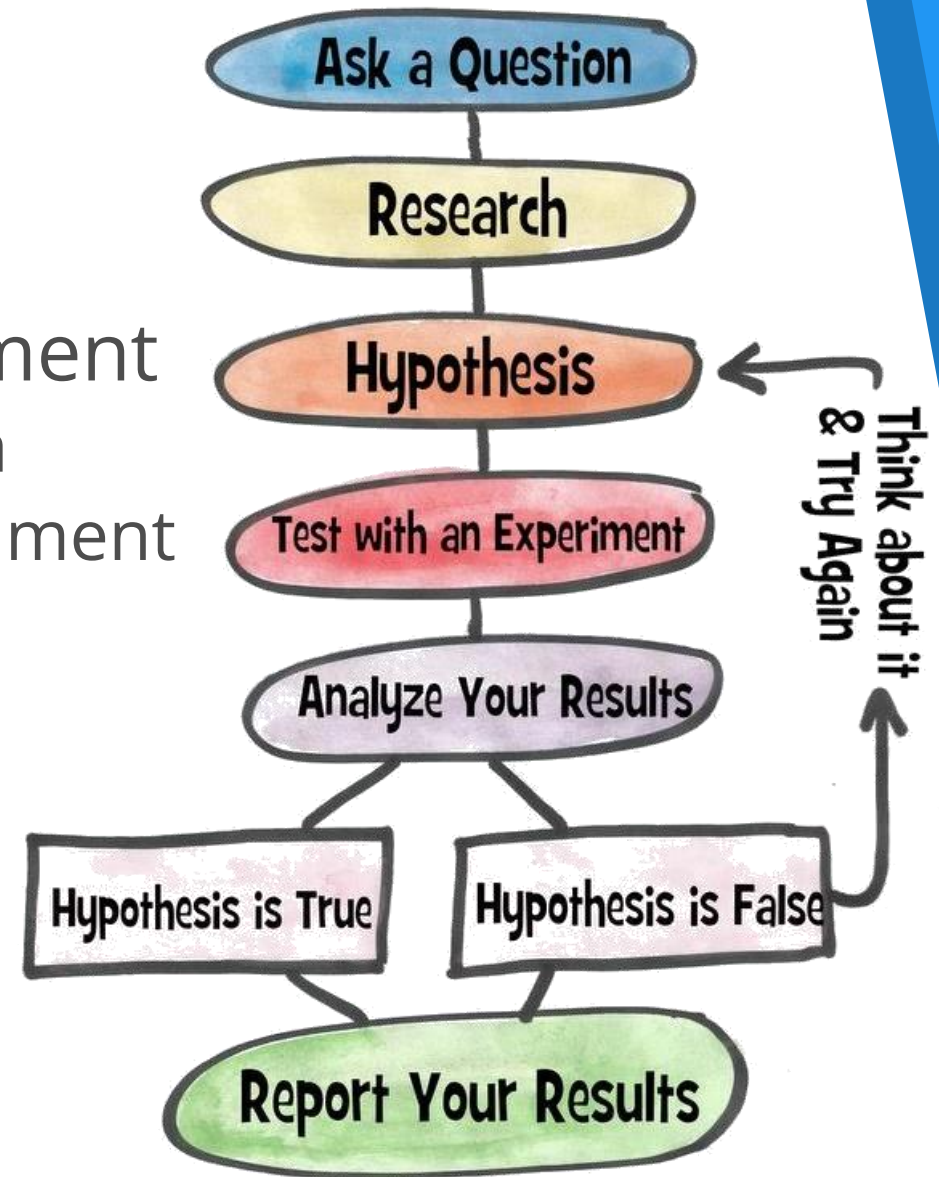 Ask a Question
Research
Hypothesis
Test with an Experiment
Analyze Your Results
Hypothesis is True
Hypothesis is False
Think about it
& Try Again
Report Your Results
ment
ment